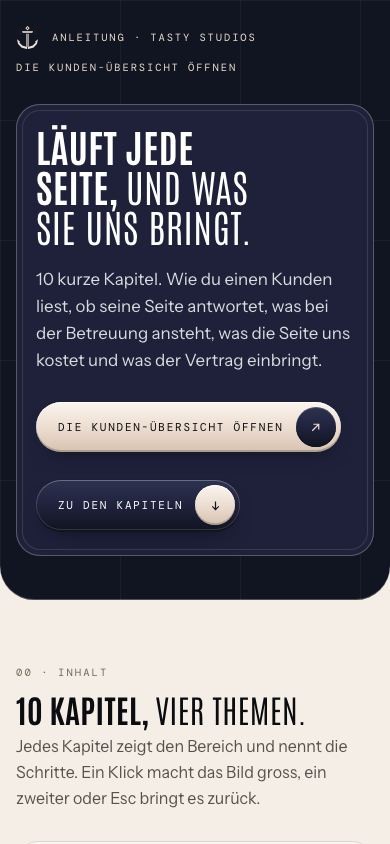 ANLEITUNG · TASTY STUDIOS
DIE KUNDEN-ÜBERSICHT ÖFFNEN
LÄUFT JEDE
SEITE, UND WAS
SIE UNS BRINGT.
10 kurze Kapitel. Wie du einen Kunden
liest, ob seine Seite antwortet, was bei
der Betreuung ansteht, was die Seite uns
kostet und was der Vertrag einbringt.
DIE KUNDEN-ÜBERSICHT ÖFFNEN ↗
ZU DEN KAPITELN ↓
00 · INHALT
10 KAPITEL, VIER THEMEN.
Jedes Kapitel zeigt den Bereich und nennt die
Schritte. Ein Klick macht das Bild gross, ein
zweiter oder Esc bringt es zurück.